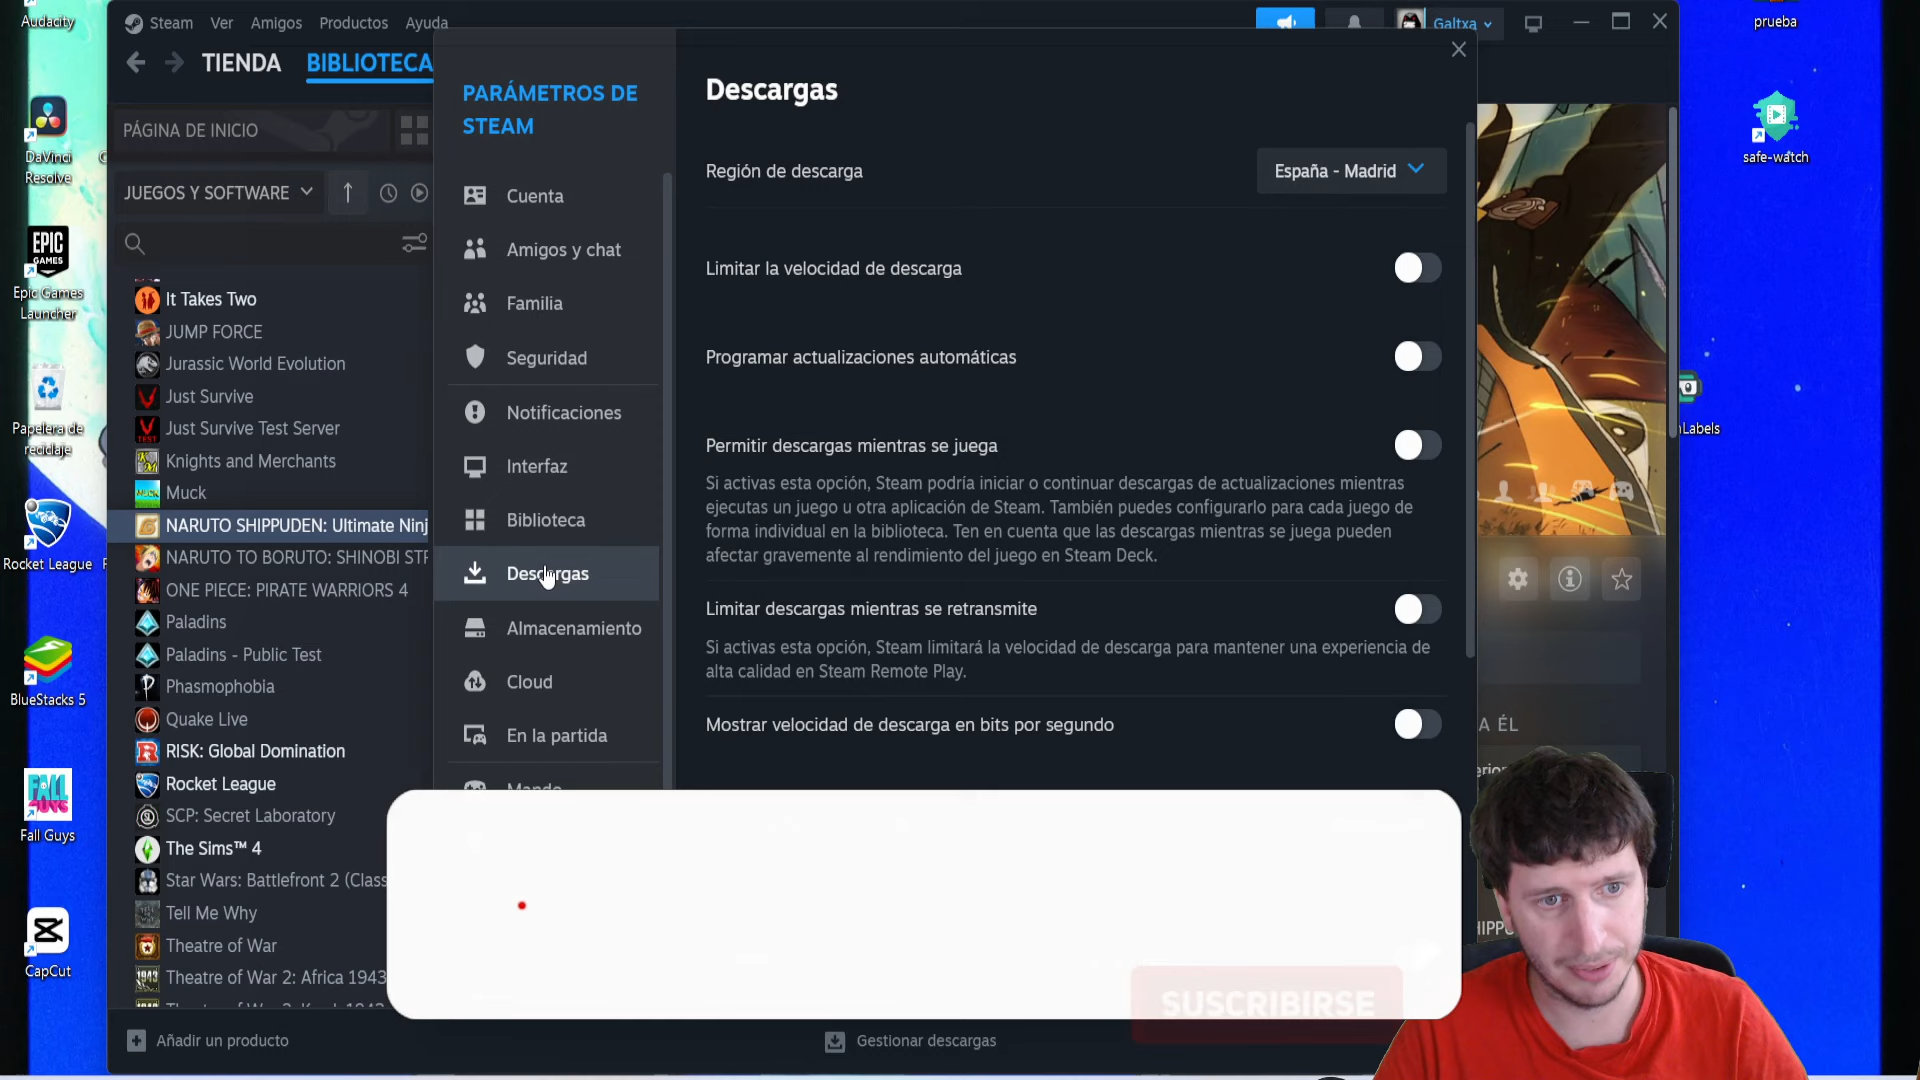 Audacity
DaVinci
Resolve
EPIC
GAMES
Epic Games
Launcher
Papelera de
reciclaje
Rocket League
BlueStacks 5
FALL
GUYS
Fall Guys
CapCut
Steam Ver Amigos Productos Ayuda
Galtxa
TIENDA BIBLIOTECA
PÁGINA DE INICIO
JUEGOS Y SOFTWARE
It Takes Two
JUMP FORCE
Jurassic World Evolution
Just Survive
Just Survive Test Server
Knights and Merchants
Muck
NARUTO SHIPPUDEN: Ultimate Ninj
NARUTO TO BORUTO: SHINOBI STR
ONE PIECE: PIRATE WARRIORS 4
Paladins
Paladins - Public Test
Phasmophobia
Quake Live
RISK: Global Domination
Rocket League
SCP: Secret Laboratory
The Sims™ 4
Star Wars: Battlefront 2 (Class
Tell Me Why
Theatre of War
Theatre of War 2: Africa 1943
Añadir un producto
Gestionar descargas
PARÁMETROS DE
STEAM
Cuenta
Amigos y chat
Familia
Seguridad
Notificaciones
Interfaz
Biblioteca
Descargas
Almacenamiento
Cloud
En la partida
Mando
Descargas
Región de descarga España - Madrid
Limitar la velocidad de descarga
Programar actualizaciones automáticas
Permitir descargas mientras se juega
Si activas esta opción, Steam podría iniciar o continuar descargas de actualizaciones mientras
ejecutas un juego u otra aplicación de Steam. También puedes configurarlo para cada juego de
forma individual en la biblioteca. Ten en cuenta que las descargas mientras se juega pueden
afectar gravemente al rendimiento del juego en Steam Deck.
Limitar descargas mientras se retransmite
Si activas esta opción, Steam limitará la velocidad de descarga para mantener una experiencia de
alta calidad en Steam Remote Play.
Mostrar velocidad de descarga en bits por segundo
SUSCRIBIRSE
A ÉL
prueba
safe-watch
Labels